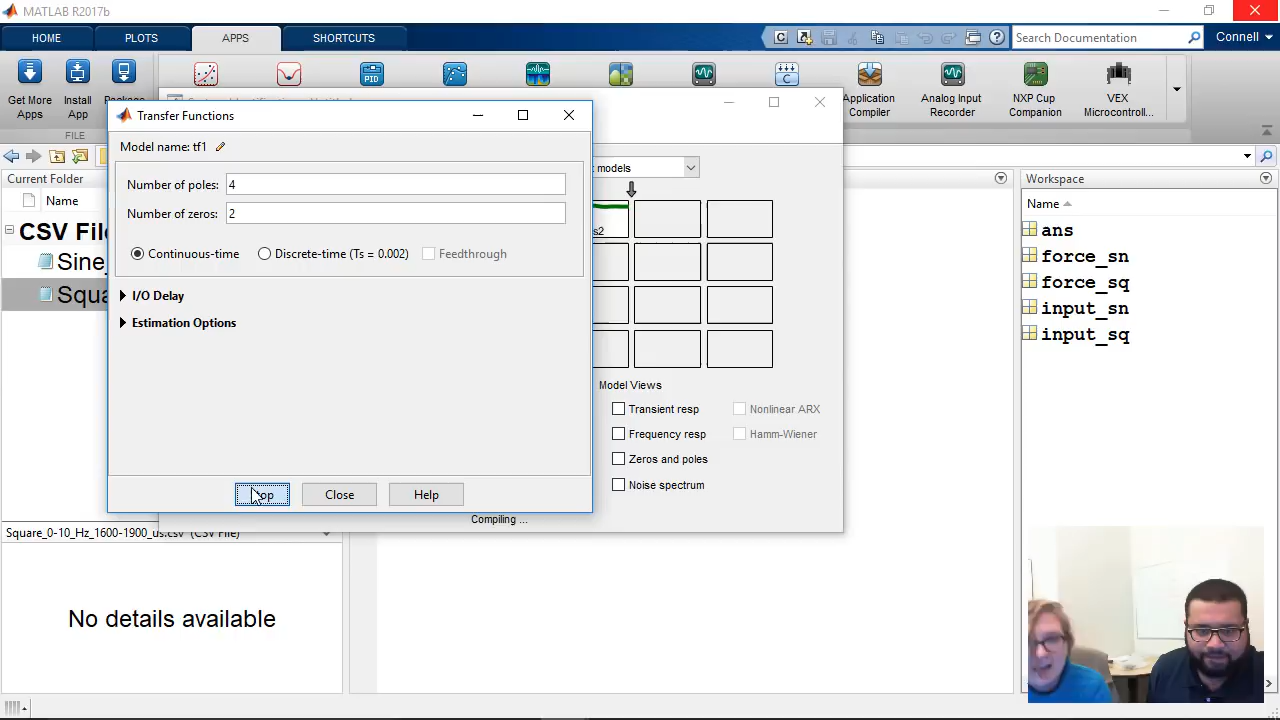 MATLAB R2017b
HOME
PLOTS
APPS
SHORTCUTS
Search Documentation
Connell
Get More Apps
Install App
FILE
PID
C
Application Compiler
Analog Input Recorder
NXP Cup Companion
VEX Microcontroll...
Transfer Functions
Model name: tf1
Number of poles: 4
Number of zeros: 2
Continuous-time
Discrete-time (Ts = 0.002)
Feedthrough
I/O Delay
Estimation Options
Close
Help
models
Model Views
Transient resp
Nonlinear ARX
Frequency resp
Hamm-Wiener
Zeros and poles
Noise spectrum
Compiling ...
Current Folder
Name
CSV Fil
Sine_
Squa
Square_0-10_Hz_1600-1900_us.csv (CSV File)
No details available
Workspace
Name
ans
force_sn
force_sq
input_sn
input_sq